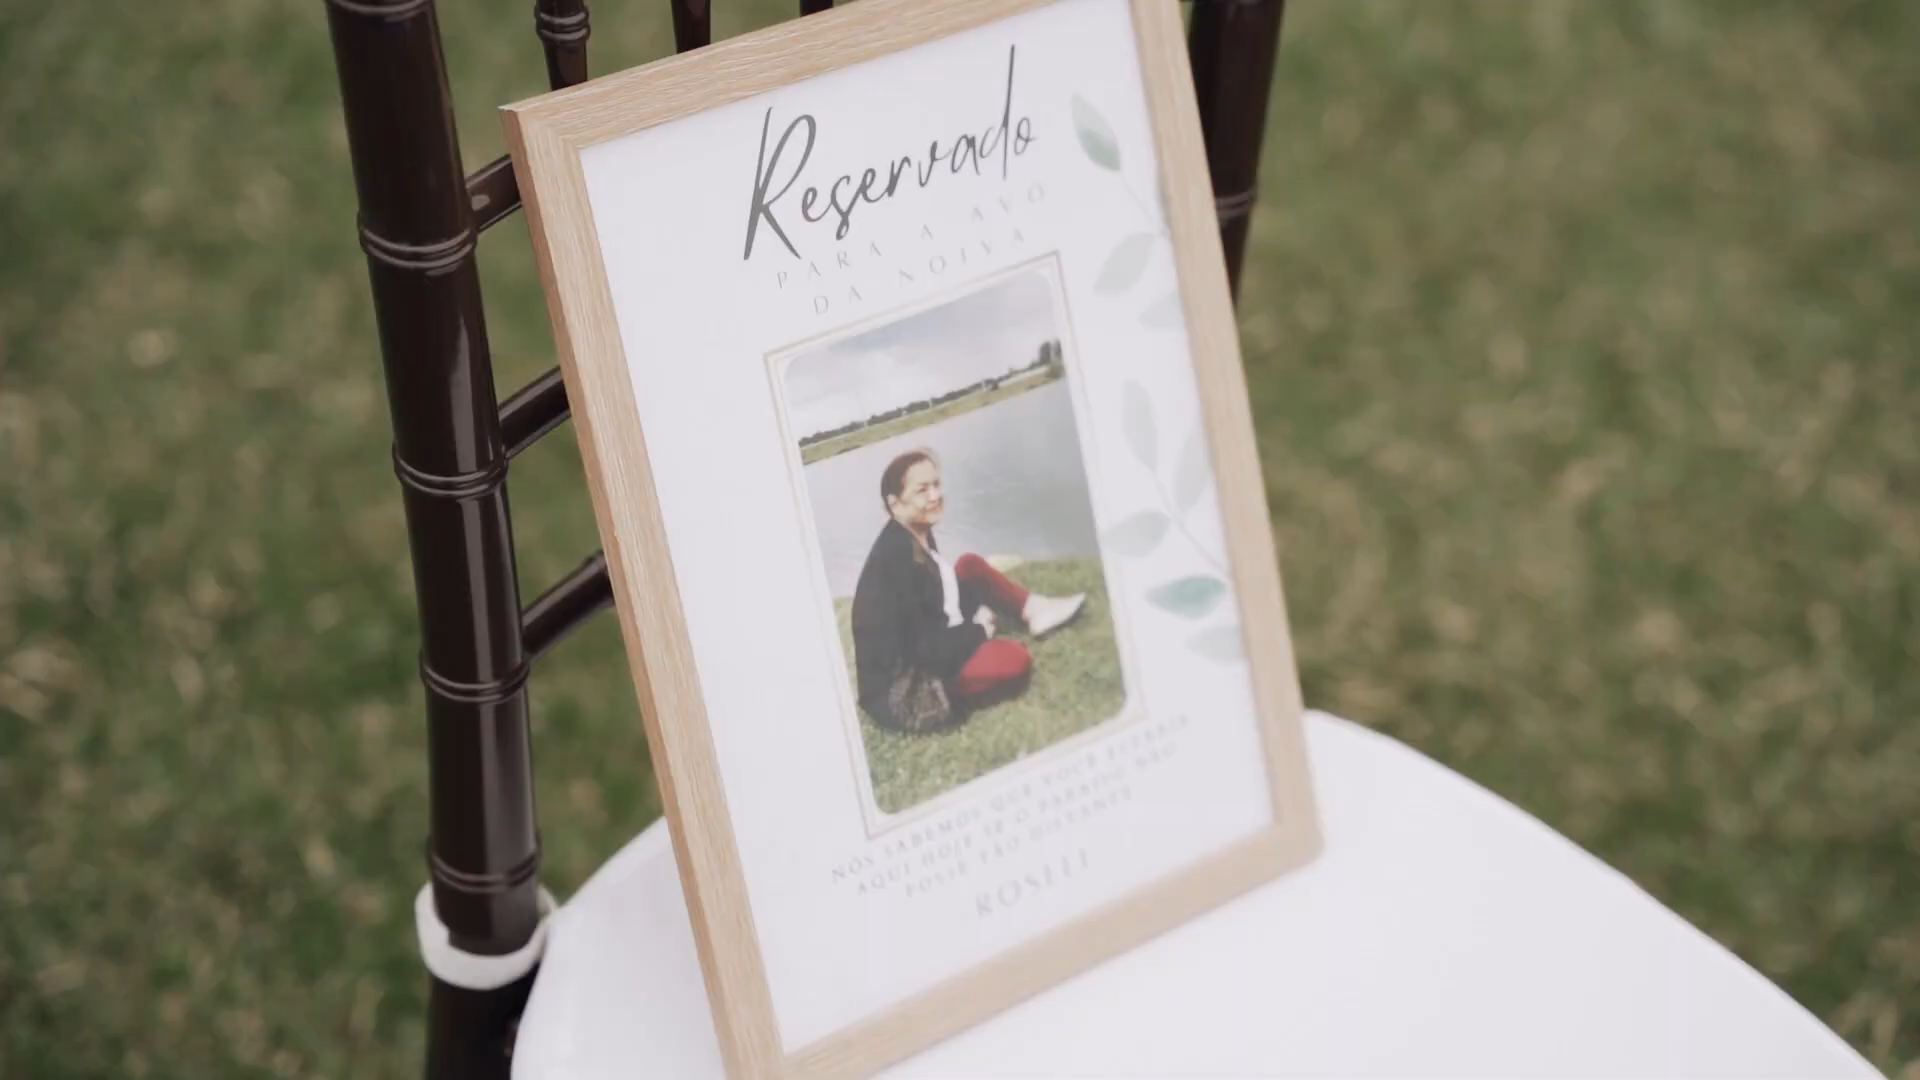 Reservado
PARA A AVÓ
DA NOIVA
NÓS SABEMOS QUE VOCÊ ESTARIA
AQUI HOJE SE O PARAÍSO NÃO
FOSSE TÃO DISTANTE
ROSELI